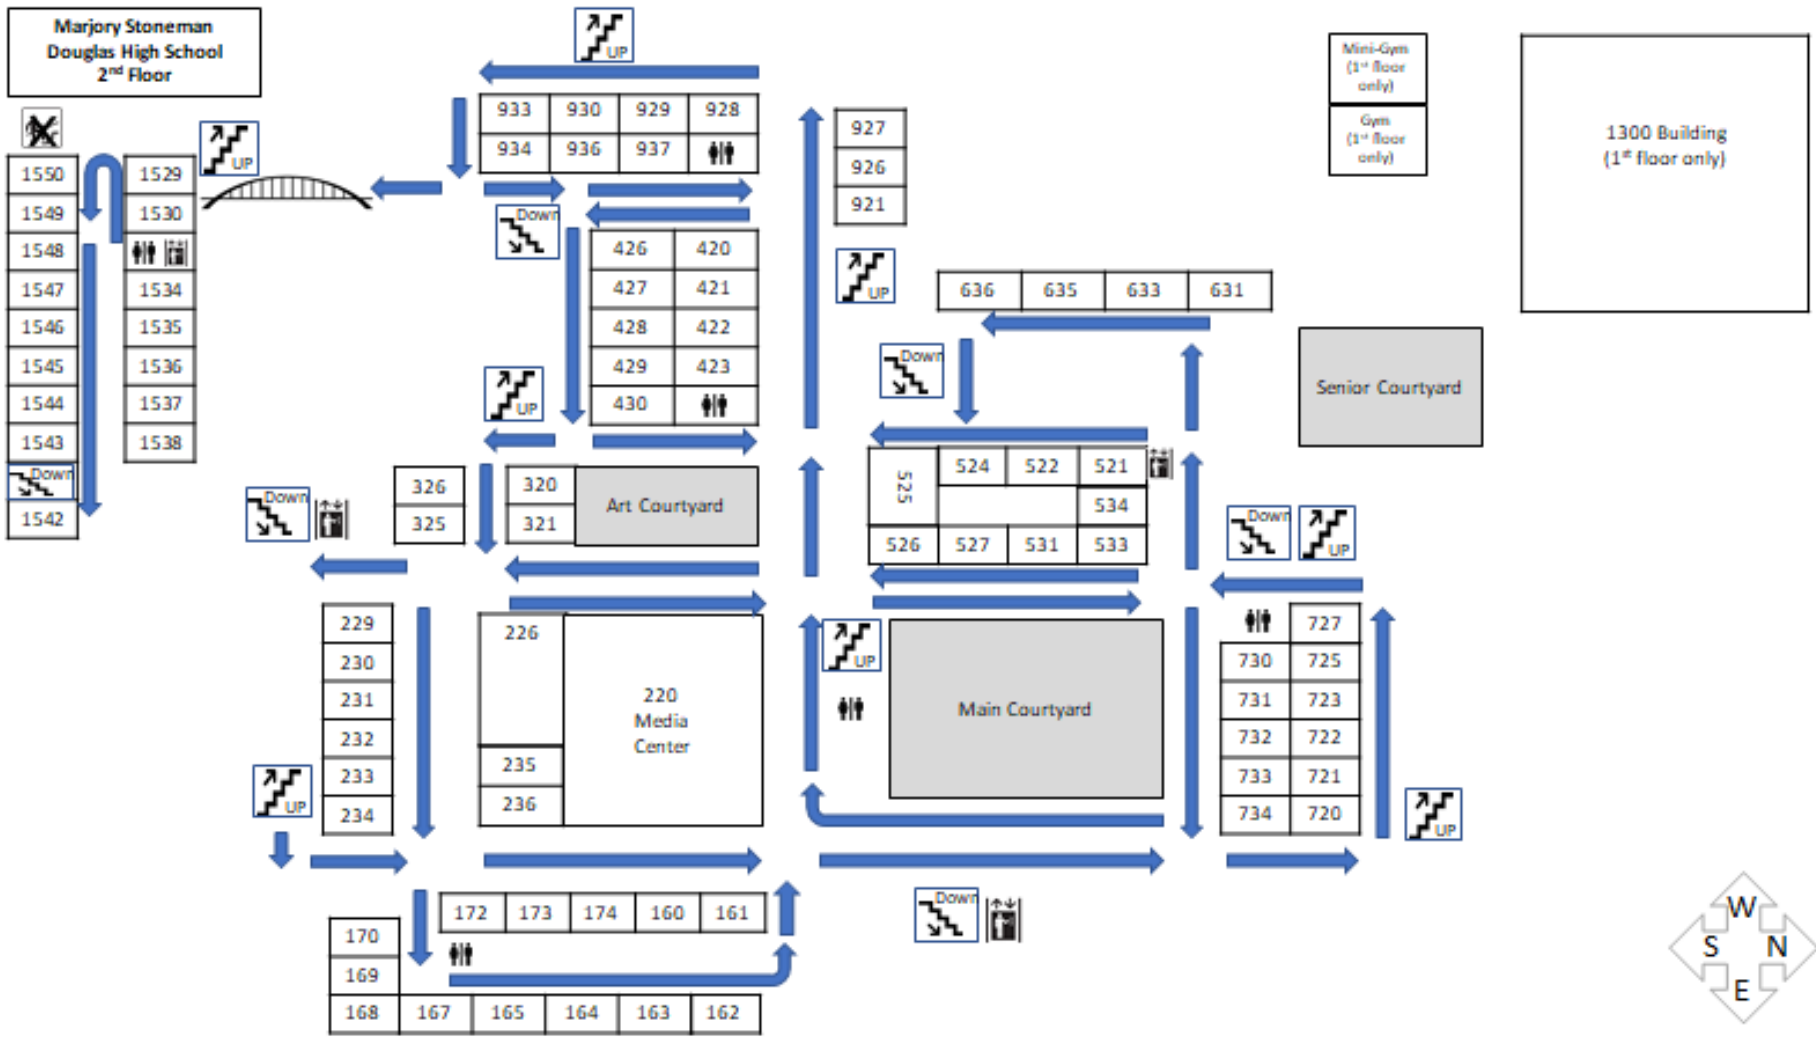 Marjory Stoneman
Douglas High School
2nd Floor
UP
Mini-Gym
(1st floor
only)
Gym
(1st floor
only)
1300 Building
(1st floor only)
933 930 929 928
934 936 937
927
926
921
UP
1550
1549
1548
1547
1546
1545
1544
1543
Down
1542
1529
1530
1534
1535
1536
1537
1538
UP
Down
426 420
427 421
428 422
429 423
430
UP
636 635 633 631
Down
Senior Courtyard
326
325
320
321
Art Courtyard
Down
525
524 522 521
534
526 527 531 533
Down
UP
229
230
231
232
233
234
UP
226
235
236
220
Media
Center
UP
Main Courtyard
727
730 725
731 723
732 722
733 721
734 720
UP
Down
172 173 174 160 161
170
169
168 167 165 164 163 162
W
S N
E